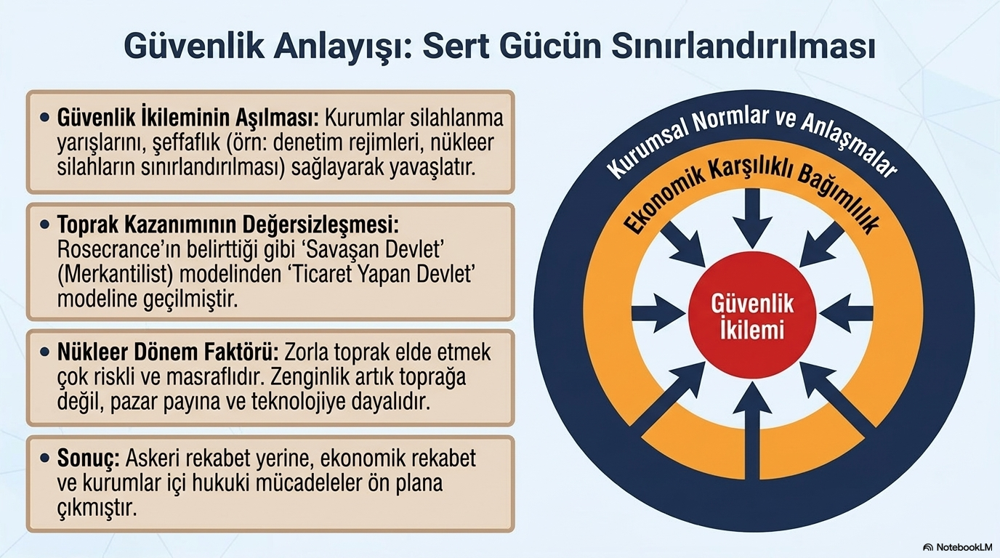 Güvenlik Anlayışı: Sert Gücün Sınırlandırılması
• Güvenlik İkileminin Aşılması: Kurumlar silahlanma
yarışlarını, şeffaflık (örn: denetim rejimleri, nükleer
silahların sınırlandırılması) sağlayarak yavaşlatır.
• Toprak Kazanımının Değersizleşmesi:
Rosecrance’ın belirttiği gibi ‘Savaşan Devlet’
(Merkantilist) modelinden ‘Ticaret Yapan Devlet’
modeline geçilmiştir.
• Nükleer Dönem Faktörü: Zorla toprak elde etmek
çok riskli ve masraflıdır. Zenginlik artık toprağa
değil, pazar payına ve teknolojiye dayalıdır.
• Sonuç: Askeri rekabet yerine, ekonomik rekabet
ve kurumlar içi hukuki mücadeleler ön plana
çıkmıştır.
Kurumsal Normlar ve Anlaşmalar
Ekonomik Karşılıklı Bağımlılık
Güvenlik
İkilemi
NotebookLM